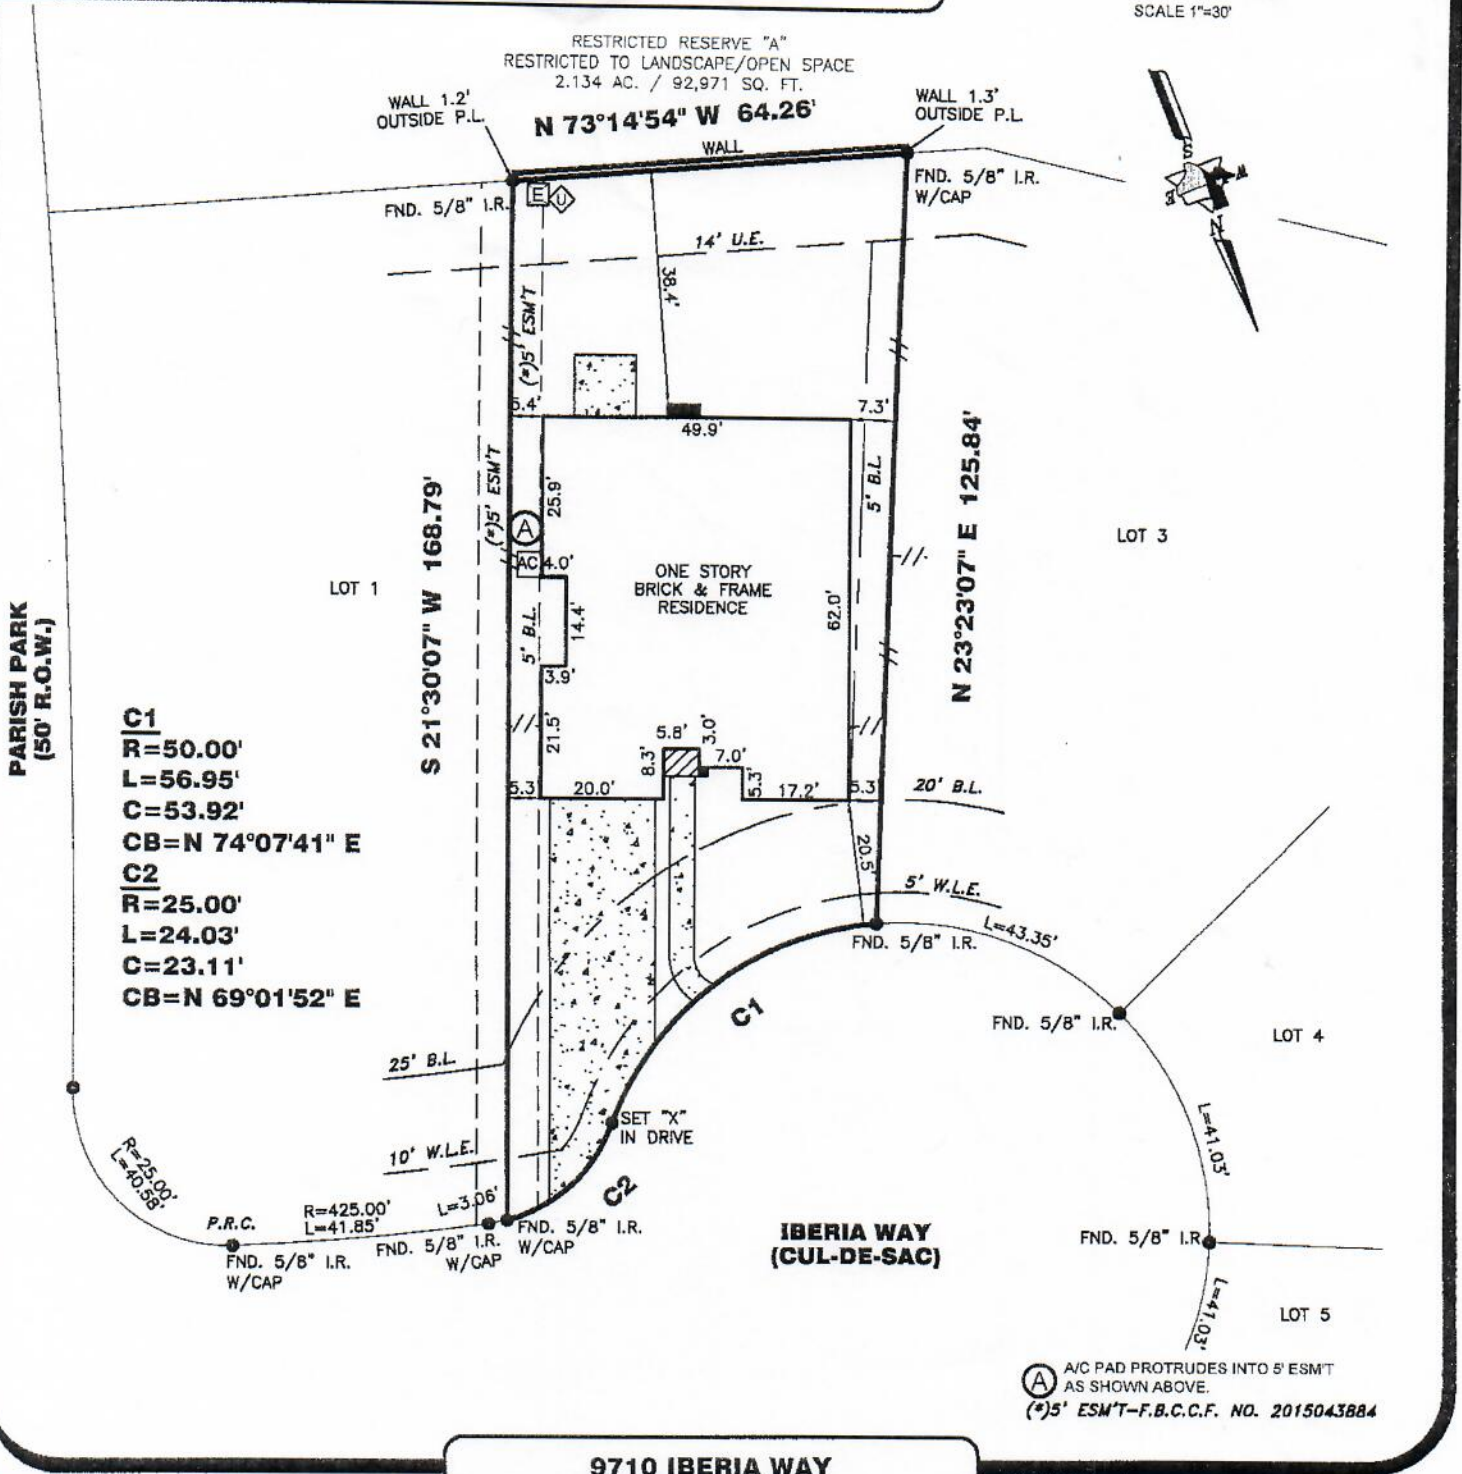 SCALE 1"=30'
RESTRICTED RESERVE "A"
RESTRICTED TO LANDSCAPE/OPEN SPACE
2.134 AC. / 92,971 SQ. FT.
WALL 1.2'
OUTSIDE P.L.
N 73°14'54" W 64.26'
WALL 1.3'
OUTSIDE P.L.
WALL
S
W
E
N
FND. 5/8" I.R.
E
U
FND. 5/8" I.R.
W/CAP
14' U.E.
38.4'
(*)5' ESM'T
5.4'
49.9'
7.3'
(*)5' ESM'T
25.9'
5' B.L.
A
AC
4.0'
S 21°30'07" W 168.79'
N 23°23'07" E 125.84'
LOT 1
LOT 3
ONE STORY
BRICK & FRAME
RESIDENCE
62.0'
14.4'
5' B.L.
3.9'
21.5'
PARISH PARK
(50' R.O.W.)
C1
R=50.00'
L=56.95'
C=53.92'
CB=N 74°07'41" E
C2
R=25.00'
L=24.03'
C=23.11'
CB=N 69°01'52" E
5.8'
3.0'
8.3'
7.0'
5.3'
5.3
20.0'
17.2'
5.3
20' B.L.
20.5'
5' W.L.E.
FND. 5/8" I.R.
L=43.35'
C1
FND. 5/8" I.R.
LOT 4
25' B.L.
SET "X"
IN DRIVE
10' W.L.E.
L=41.03'
R=25.00'
L=40.58'
C2
P.R.C.
R=425.00'
L=41.85'
L=3.06'
FND. 5/8" I.R.
W/CAP
FND. 5/8" I.R.
W/CAP
FND. 5/8" I.R.
W/CAP
IBERIA WAY
(CUL-DE-SAC)
FND. 5/8" I.R.
L=41.03'
LOT 5
A
A/C PAD PROTRUDES INTO 5' ESM'T
AS SHOWN ABOVE.
(*)5' ESM'T-F.B.C.C.F. NO. 2015043884
9710 IBERIA WAY